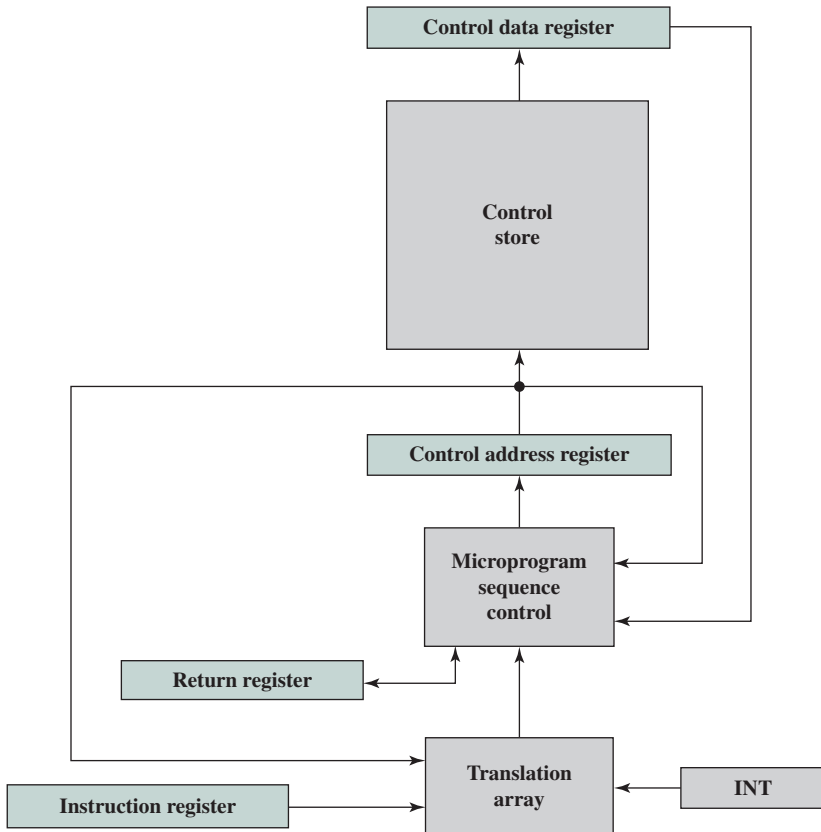 Control data register
Control
store
Control address register
Microprogram
sequence
control
Return register
Translation
array
INT
Instruction register